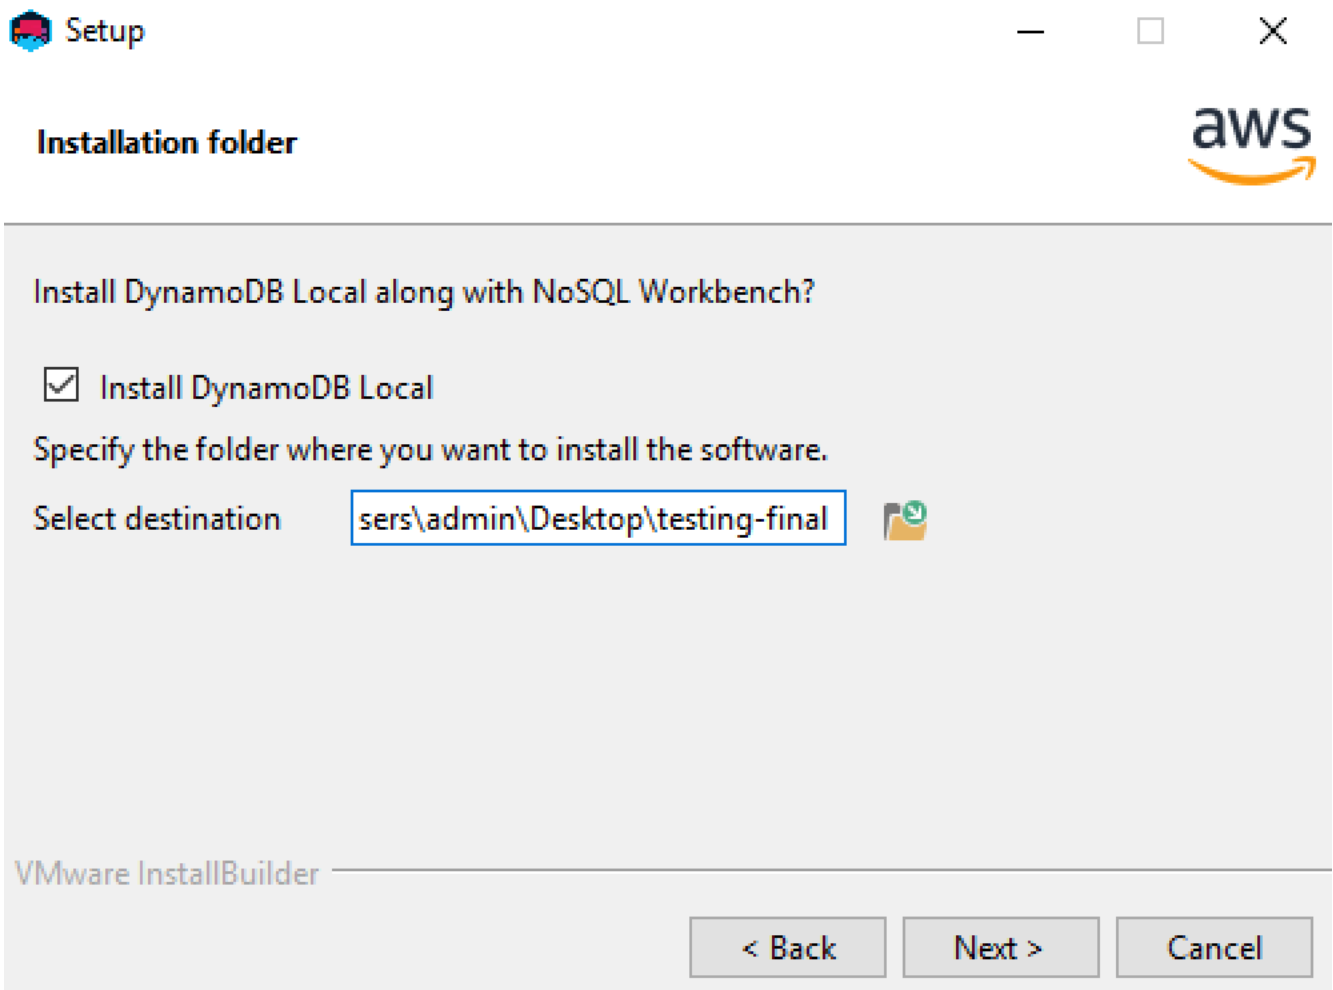 Setup
Installation folder
aws
Install DynamoDB Local along with NoSQL Workbench?
Install DynamoDB Local
Specify the folder where you want to install the software.
Select destination sers\admin\Desktop\testing-final
VMware InstallBuilder
< Back Next > Cancel